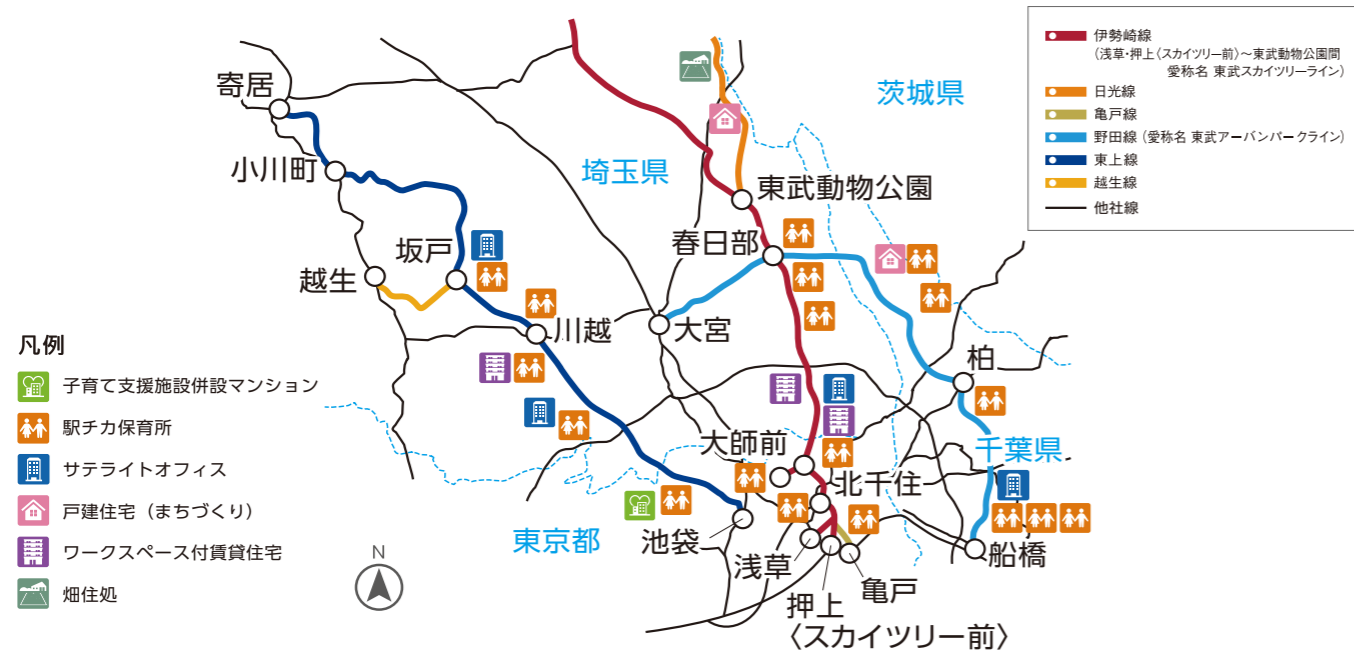 伊勢崎線
(浅草・押上〈スカイツリー前〉〜東武動物公園間
愛称名 東武スカイツリーライン)
日光線
亀戸線
野田線 (愛称名 東武アーバンパークライン)
東上線
越生線
他社線
茨城県
寄居
小川町
埼玉県
東武動物公園
春日部
坂戸
越生
川越
大宮
柏
凡例
子育て支援施設併設マンション
駅チカ保育所
サテライトオフィス
戸建住宅 (まちづくり)
ワークスペース付賃貸住宅
畑住処
大師前
千葉県
北千住
東京都
池袋
浅草
船橋
亀戸
押上
〈スカイツリー前〉
N